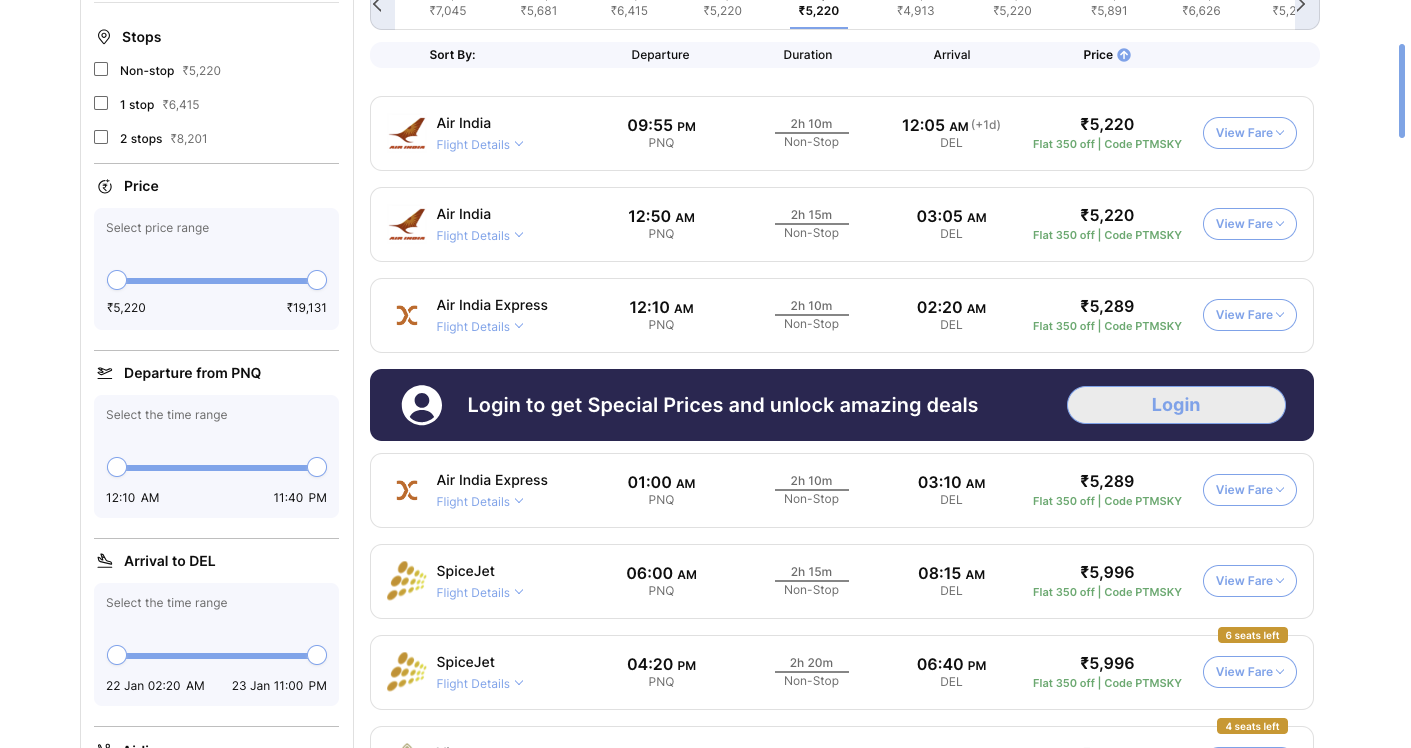 ₹7,045 ₹5,681 ₹6,415 ₹5,220 ₹5,220 ₹4,913 ₹5,220 ₹5,891 ₹6,626 ₹5,2
Sort By: Departure Duration Arrival Price
Stops
Non-stop ₹5,220
1 stop ₹6,415
2 stops ₹8,201
Price
Select price range
₹5,220 ₹19,131
Departure from PNQ
Select the time range
12:10 AM 11:40 PM
Arrival to DEL
Select the time range
22 Jan 02:20 AM 23 Jan 11:00 PM
AIR INDIA
Air India
Flight Details
09:55 PM
PNQ
2h 10m
Non-Stop
12:05 AM (+1d)
DEL
₹5,220
Flat 350 off | Code PTMSKY
View Fare
AIR INDIA
Air India
Flight Details
12:50 AM
PNQ
2h 15m
Non-Stop
03:05 AM
DEL
₹5,220
Flat 350 off | Code PTMSKY
View Fare
Air India Express
Flight Details
12:10 AM
PNQ
2h 10m
Non-Stop
02:20 AM
DEL
₹5,289
Flat 350 off | Code PTMSKY
View Fare
Login to get Special Prices and unlock amazing deals
Login
Air India Express
Flight Details
01:00 AM
PNQ
2h 10m
Non-Stop
03:10 AM
DEL
₹5,289
Flat 350 off | Code PTMSKY
View Fare
SpiceJet
Flight Details
06:00 AM
PNQ
2h 15m
Non-Stop
08:15 AM
DEL
₹5,996
Flat 350 off | Code PTMSKY
View Fare
6 seats left
SpiceJet
Flight Details
04:20 PM
PNQ
2h 20m
Non-Stop
06:40 PM
DEL
₹5,996
Flat 350 off | Code PTMSKY
View Fare
4 seats left